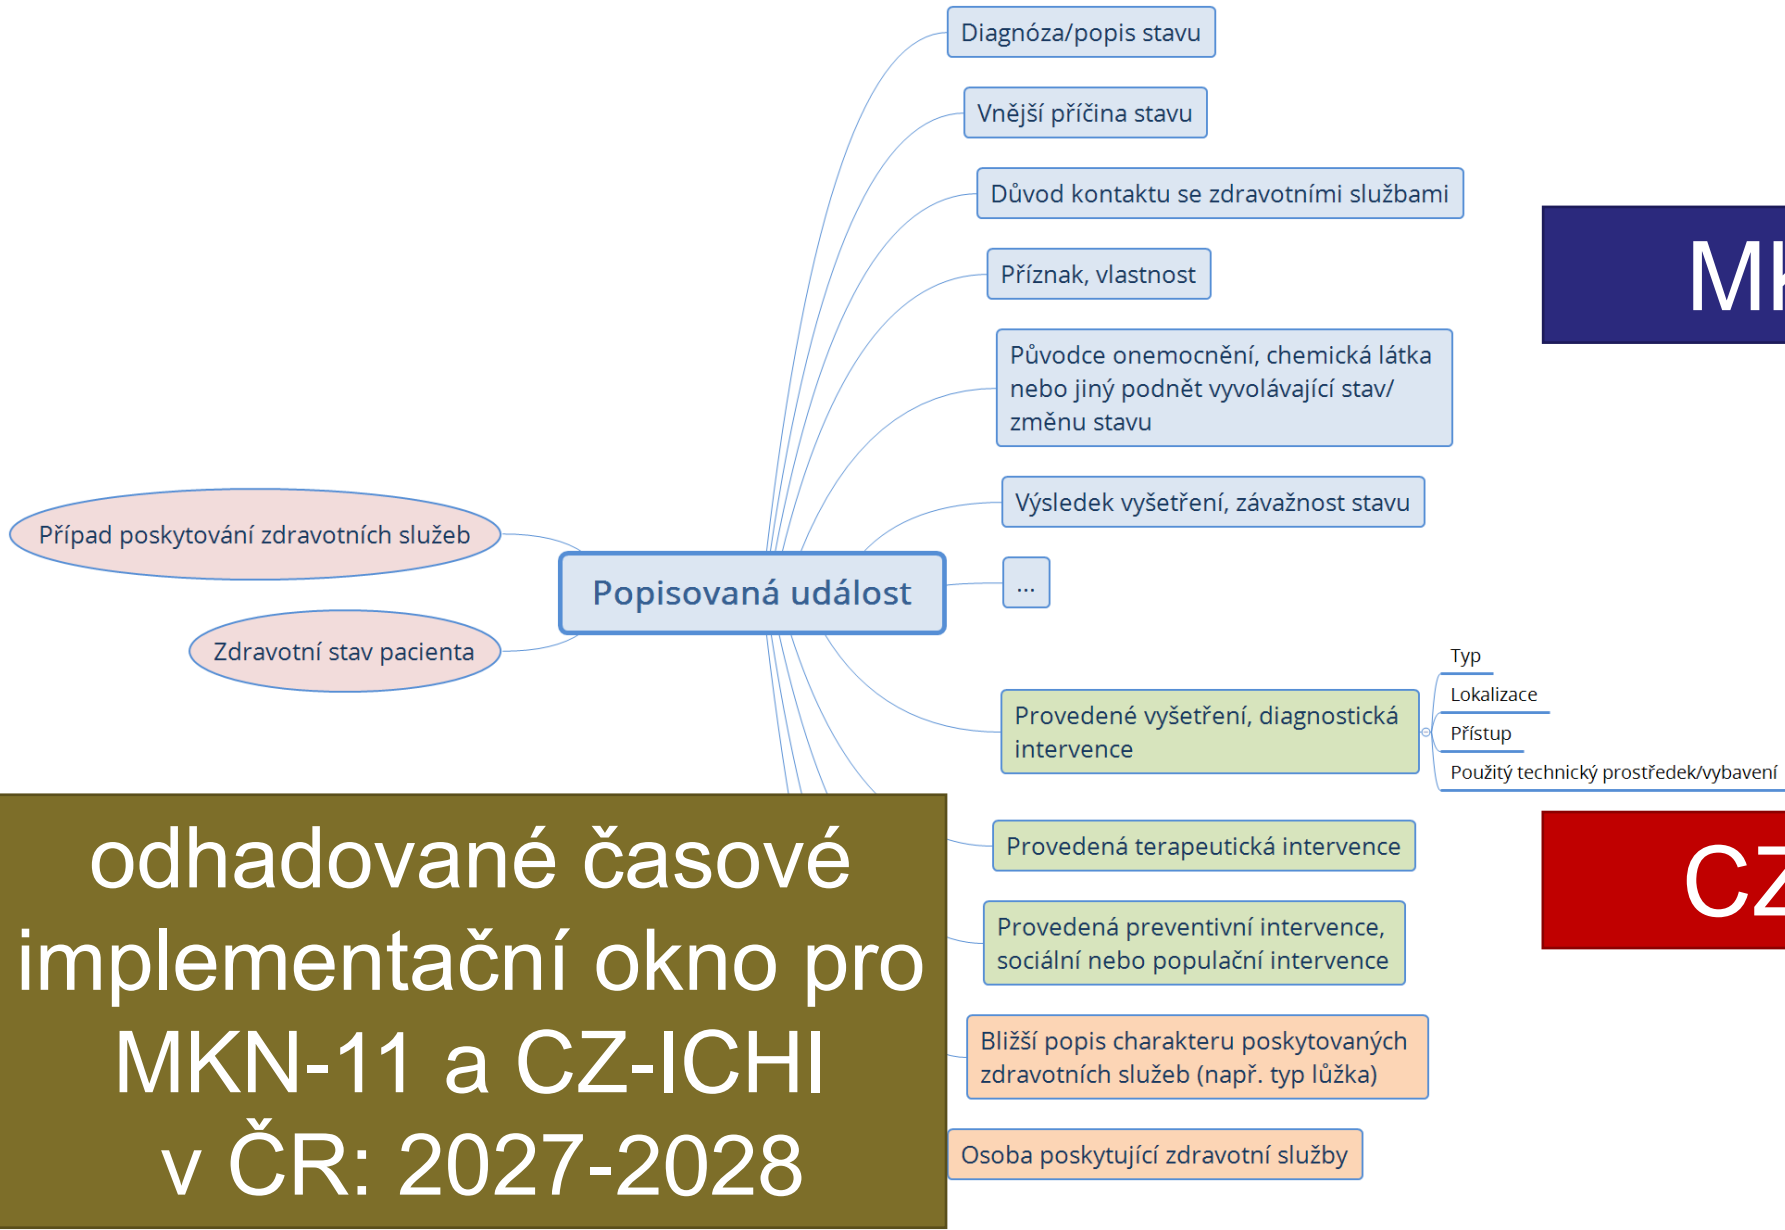 Diagnóza/popis stavu
Vnější příčina stavu
Důvod kontaktu se zdravotními službami
Příznak, vlastnost
Původce onemocnění, chemická látka
nebo jiný podnět vyvolávající stav/
změnu stavu
Výsledek vyšetření, závažnost stavu
...
Případ poskytování zdravotních služeb
Zdravotní stav pacienta
Popisovaná událost
Provedené vyšetření, diagnostická
intervence
Typ
Lokalizace
Přístup
Použitý technický prostředek/vybavení
Provedená terapeutická intervence
Provedená preventivní intervence,
sociální nebo populační intervence
Bližší popis charakteru poskytovaných
zdravotních služeb (např. typ lůžka)
Osoba poskytující zdravotní služby
odhadované časové
implementační okno pro
MKN-11 a CZ-ICHI
v ČR: 2027-2028